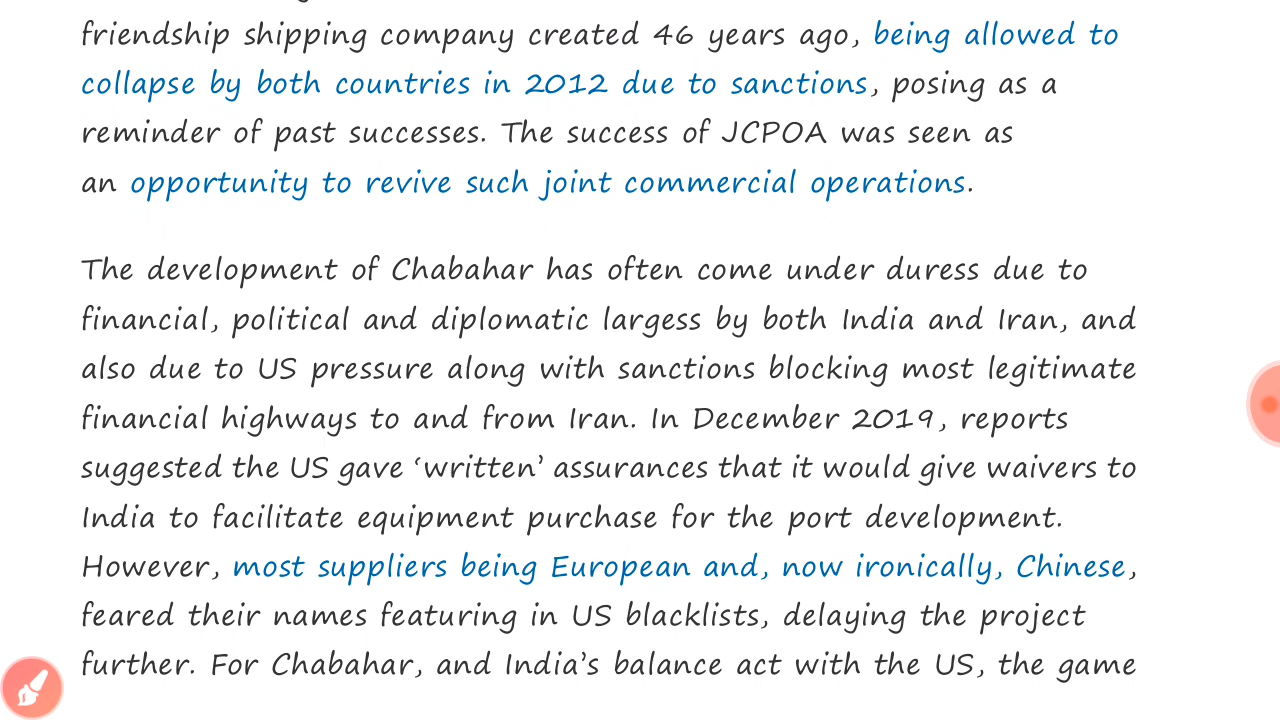 friendship shipping company created 46 years ago, being allowed to
collapse by both countries in 2012 due to sanctions, posing as a
reminder of past successes. The success of JCPOA was seen as
an opportunity to revive such joint commercial operations.
The development of Chabahar has often come under duress due to
financial, political and diplomatic largess by both India and Iran, and
also due to US pressure along with sanctions blocking most legitimate
financial highways to and from Iran. In December 2019, reports
suggested the US gave ‘written’ assurances that it would give waivers to
India to facilitate equipment purchase for the port development.
However, most suppliers being European and, now ironically, Chinese,
feared their names featuring in US blacklists, delaying the project
further. For Chabahar, and India’s balance act with the US, the game